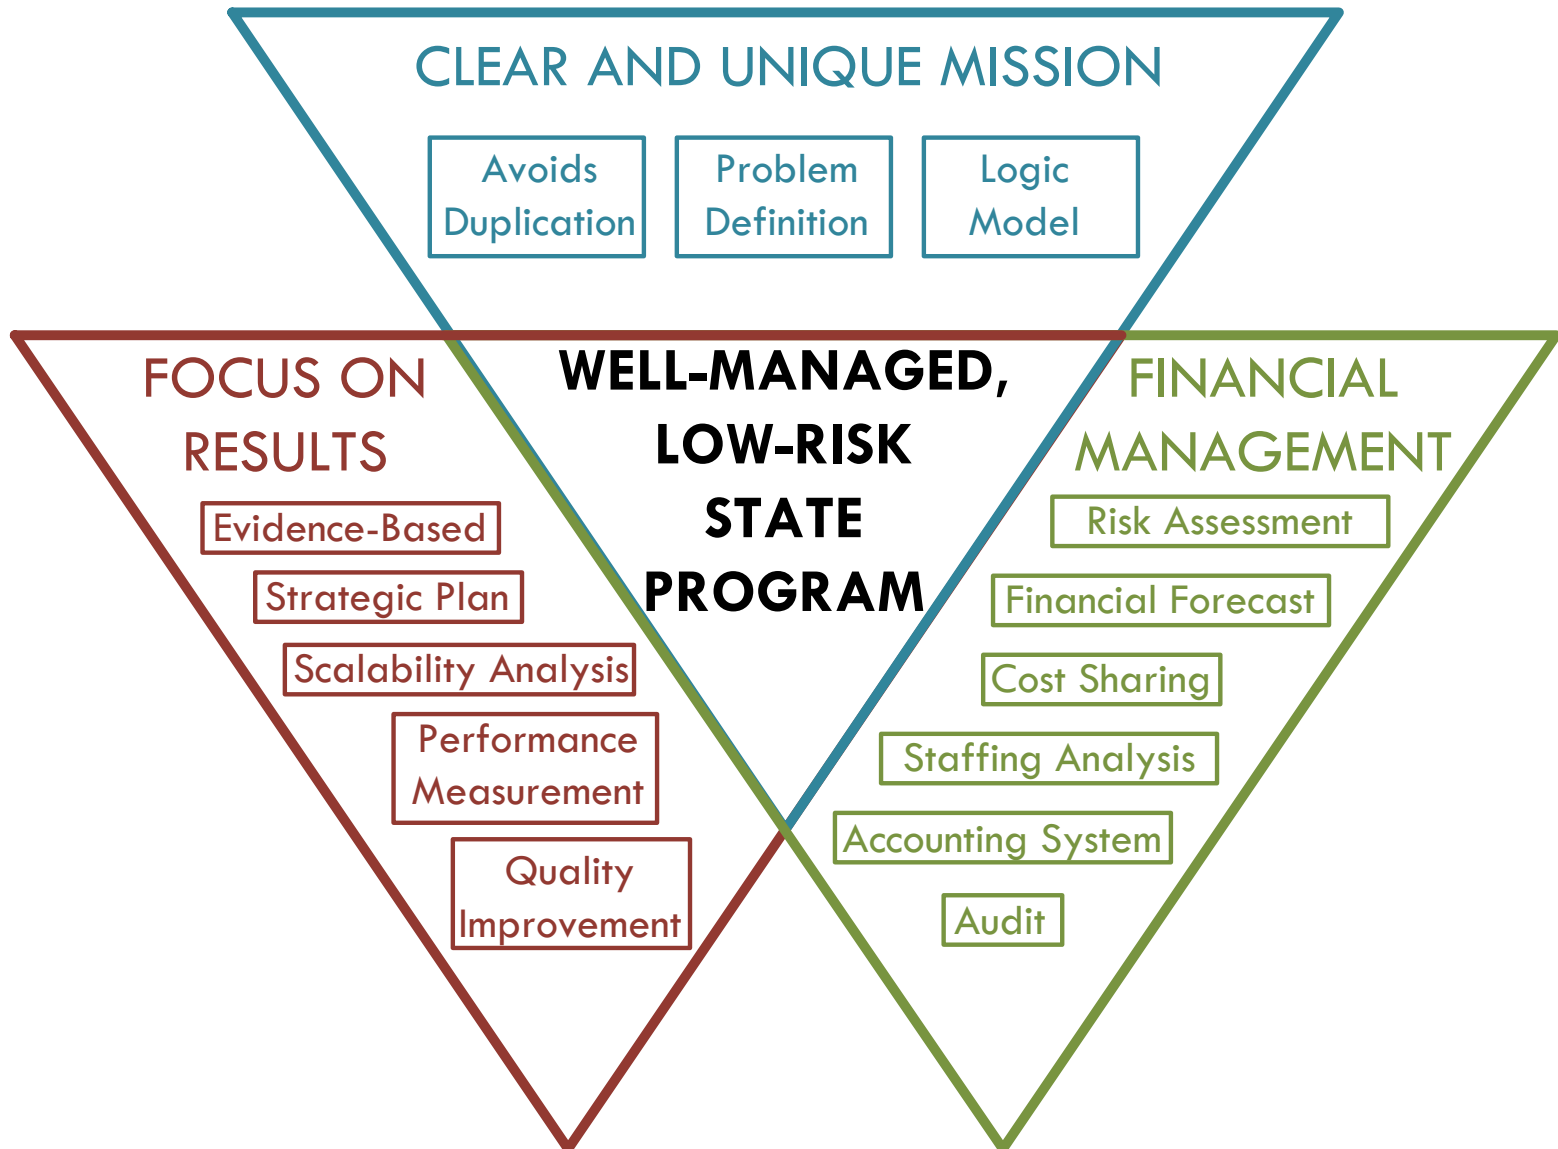 CLEAR AND UNIQUE MISSION
Avoids
Duplication
Problem
Definition
Logic
Model
FOCUS ON
RESULTS
Evidence-Based
Strategic Plan
Scalability Analysis
Performance
Measurement
Quality
Improvement
WELL-MANAGED,
LOW-RISK
STATE
PROGRAM
FINANCIAL
MANAGEMENT
Risk Assessment
Financial Forecast
Cost Sharing
Staffing Analysis
Accounting System
Audit